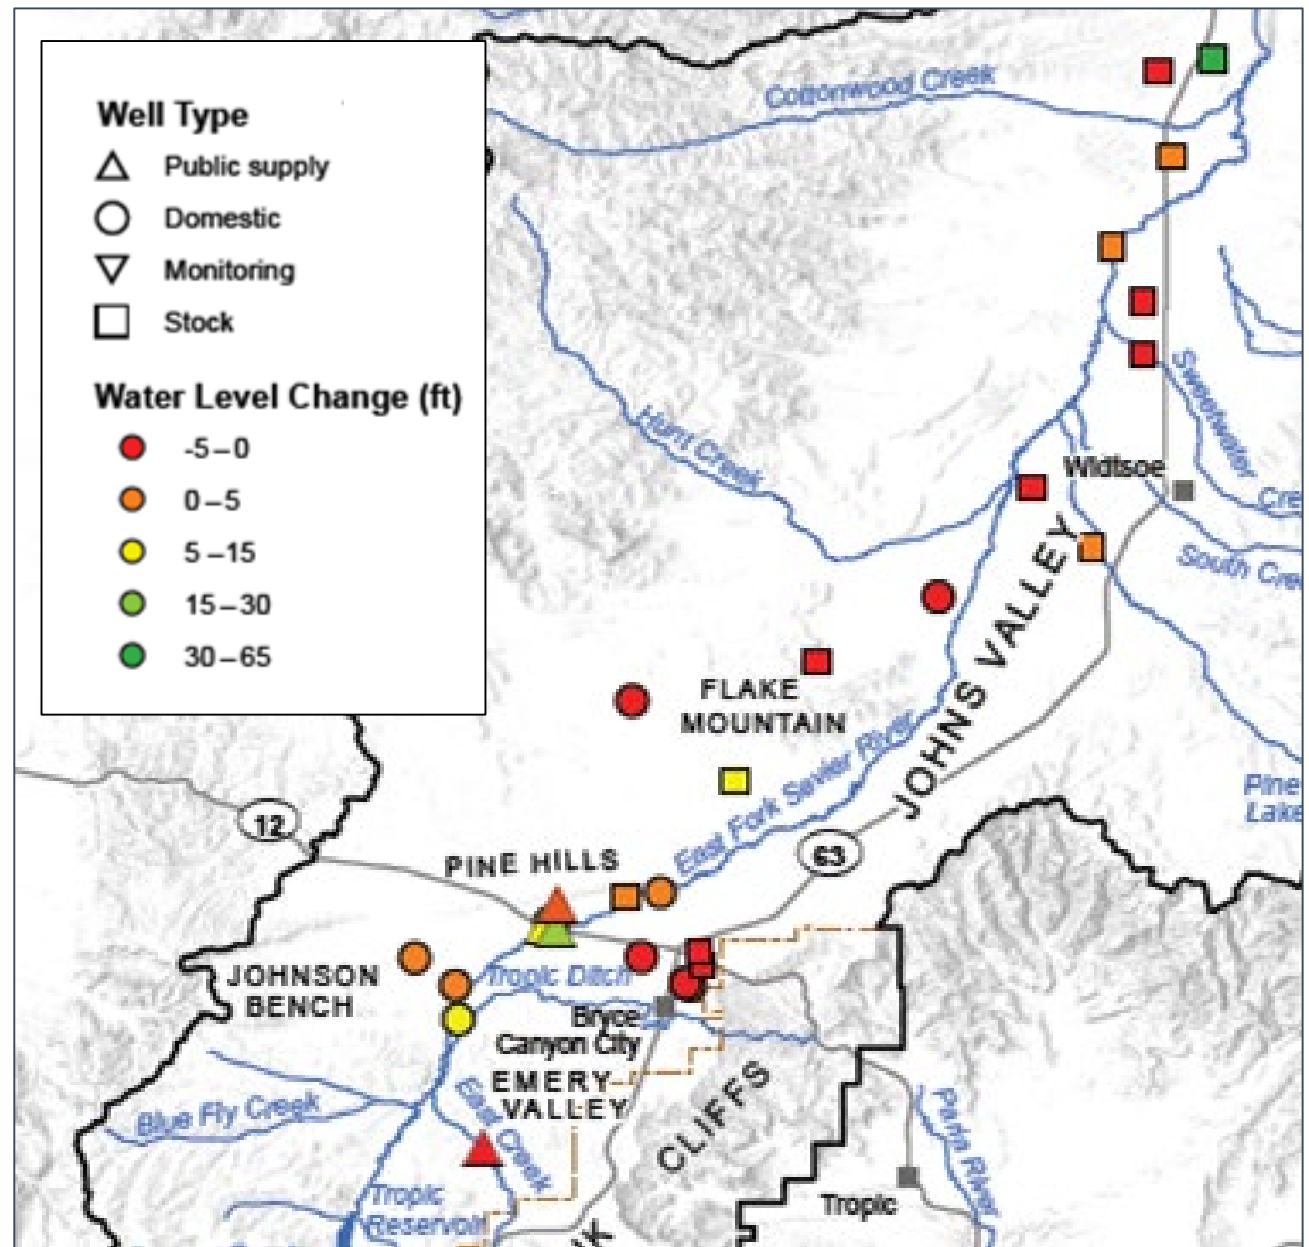 Well Type
Public supply
Domestic
Monitoring
Stock
Water Level Change (ft)
-5–0
0–5
5–15
15–30
30–65
Cottonwood Creek
Hunt Creek
Sweetwater
Cre
Widtsoe
South Cree
JOHNS VALLEY
FLAKE
MOUNTAIN
East Fork Sevier River
Pine
Lake
12
63
PINE HILLS
JOHNSON
BENCH
Tropic Ditch
Bryce
Canyon City
EMERY
VALLEY
CLIFFS
Blue Fly Creek
East Creek
Paria River
Tropic
Reservoir
Tropic